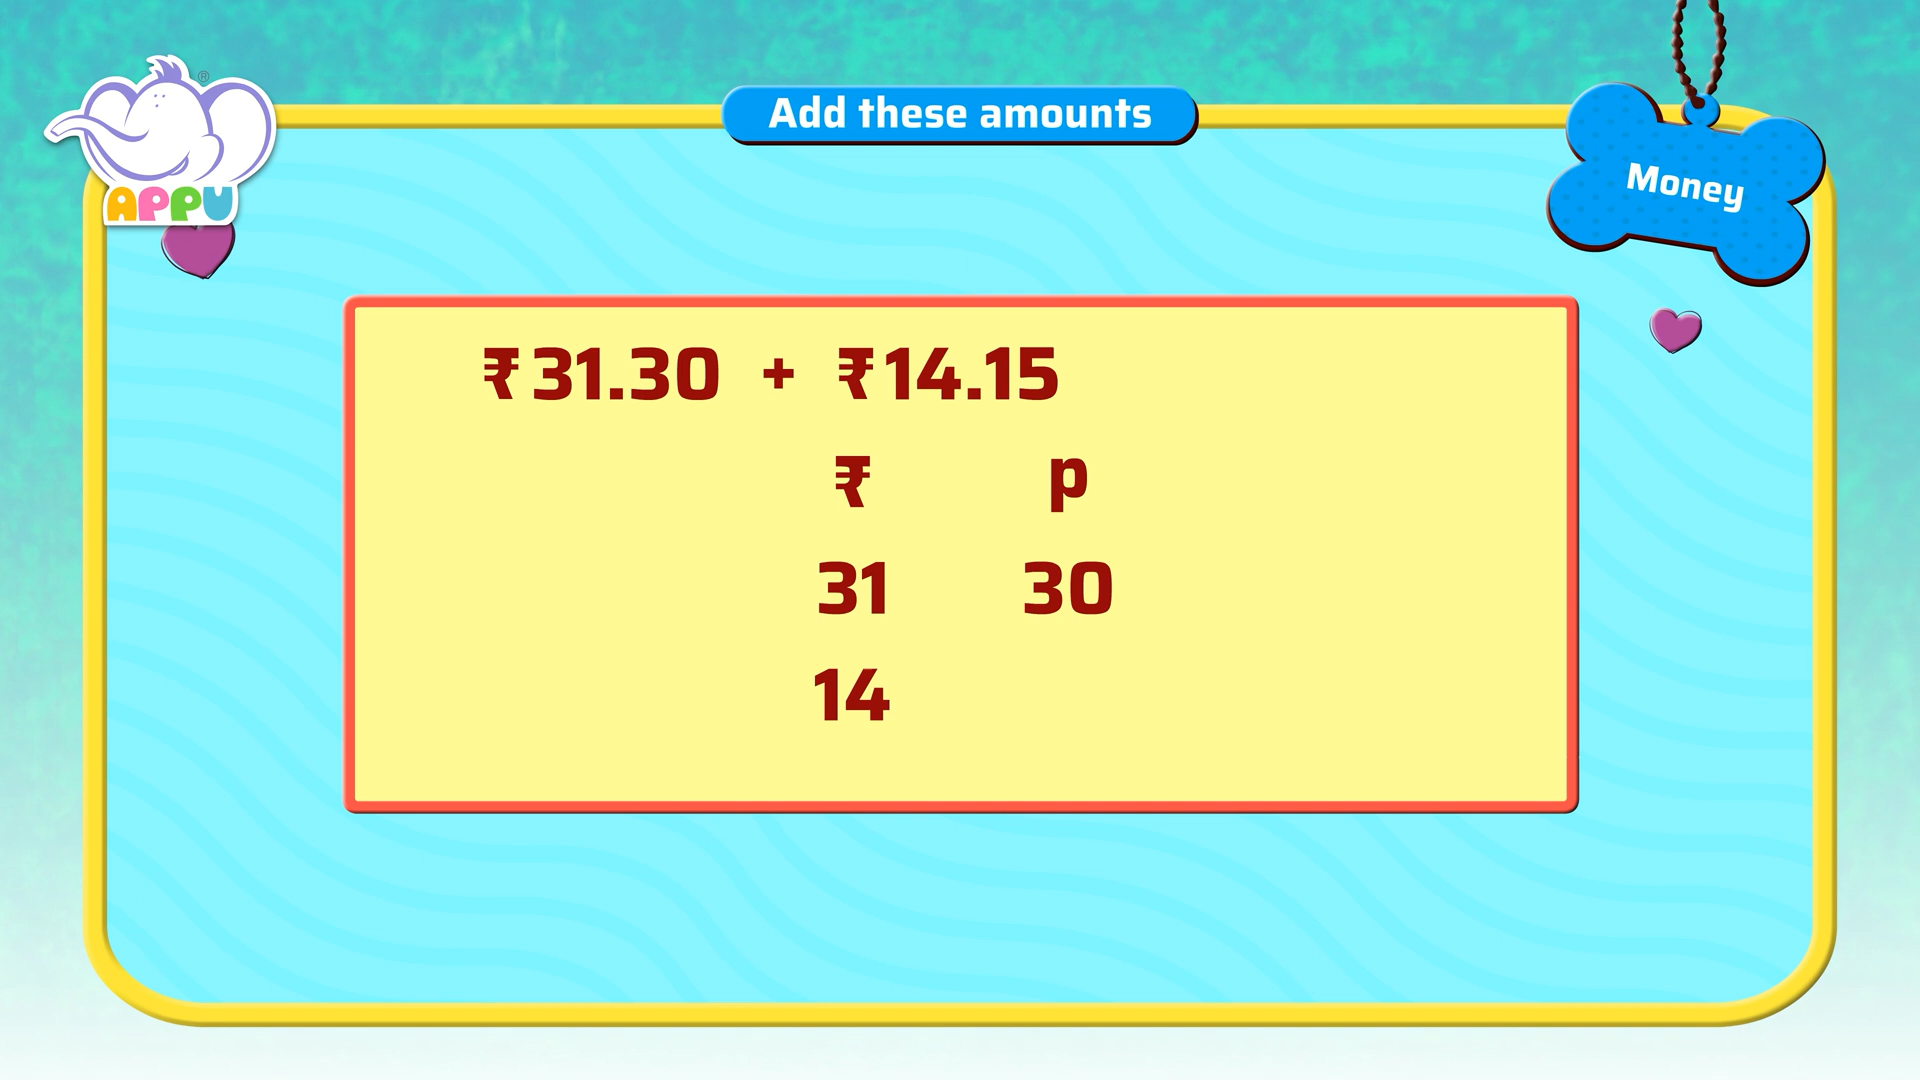 Add these amounts
®
APPU
Money
₹31.30 + ₹14.15
₹ p
31 30
14